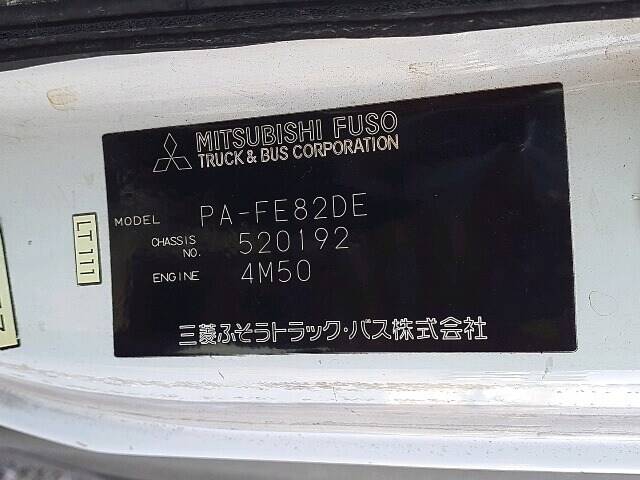 MITSUBISHI FUSO
TRUCK & BUS CORPORATION
MODEL PA-FE82DE
CHASSIS NO. 520192
ENGINE 4M50
三菱ふそうトラック・バス株式会社
LT111